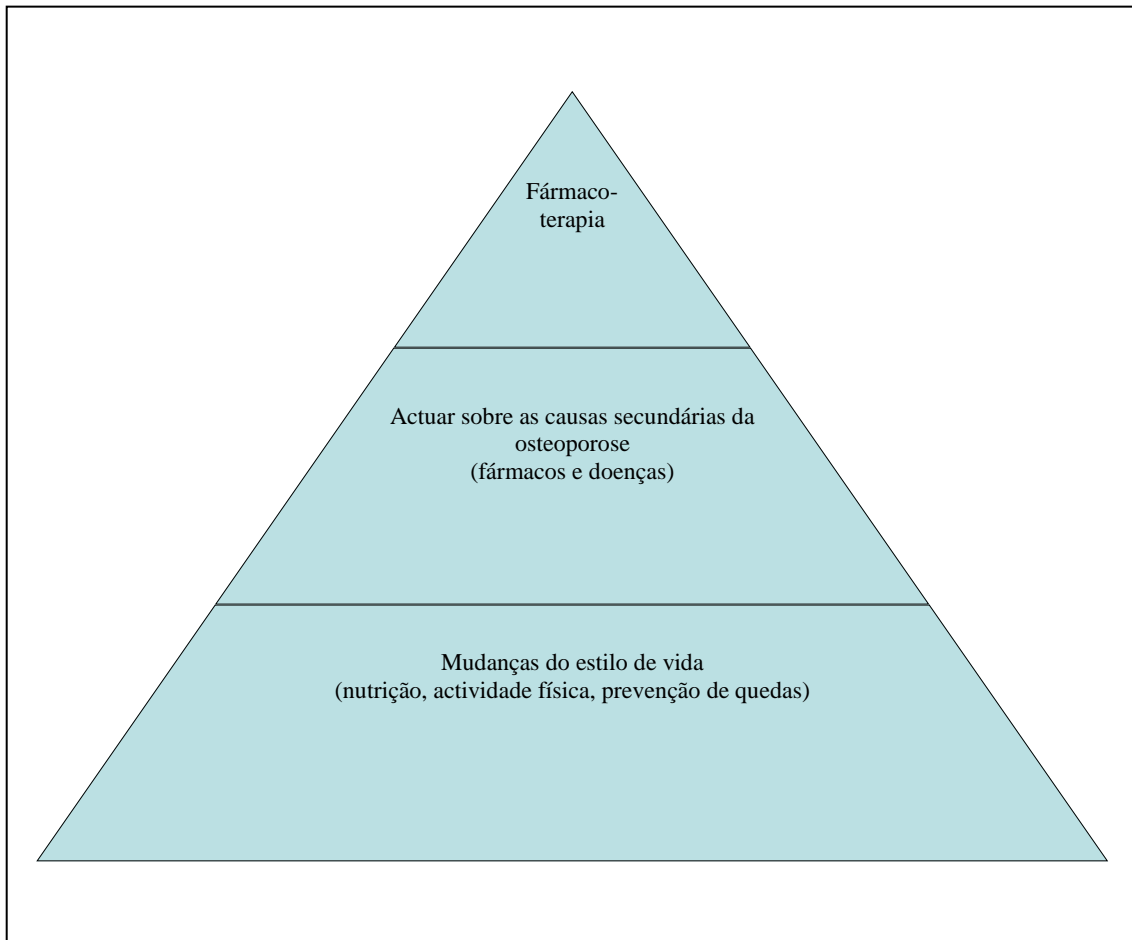 Fármaco-
terapia
Actuar sobre as causas secundárias da
osteoporose
(fármacos e doenças)
Mudanças do estilo de vida
(nutrição, actividade física, prevenção de quedas)